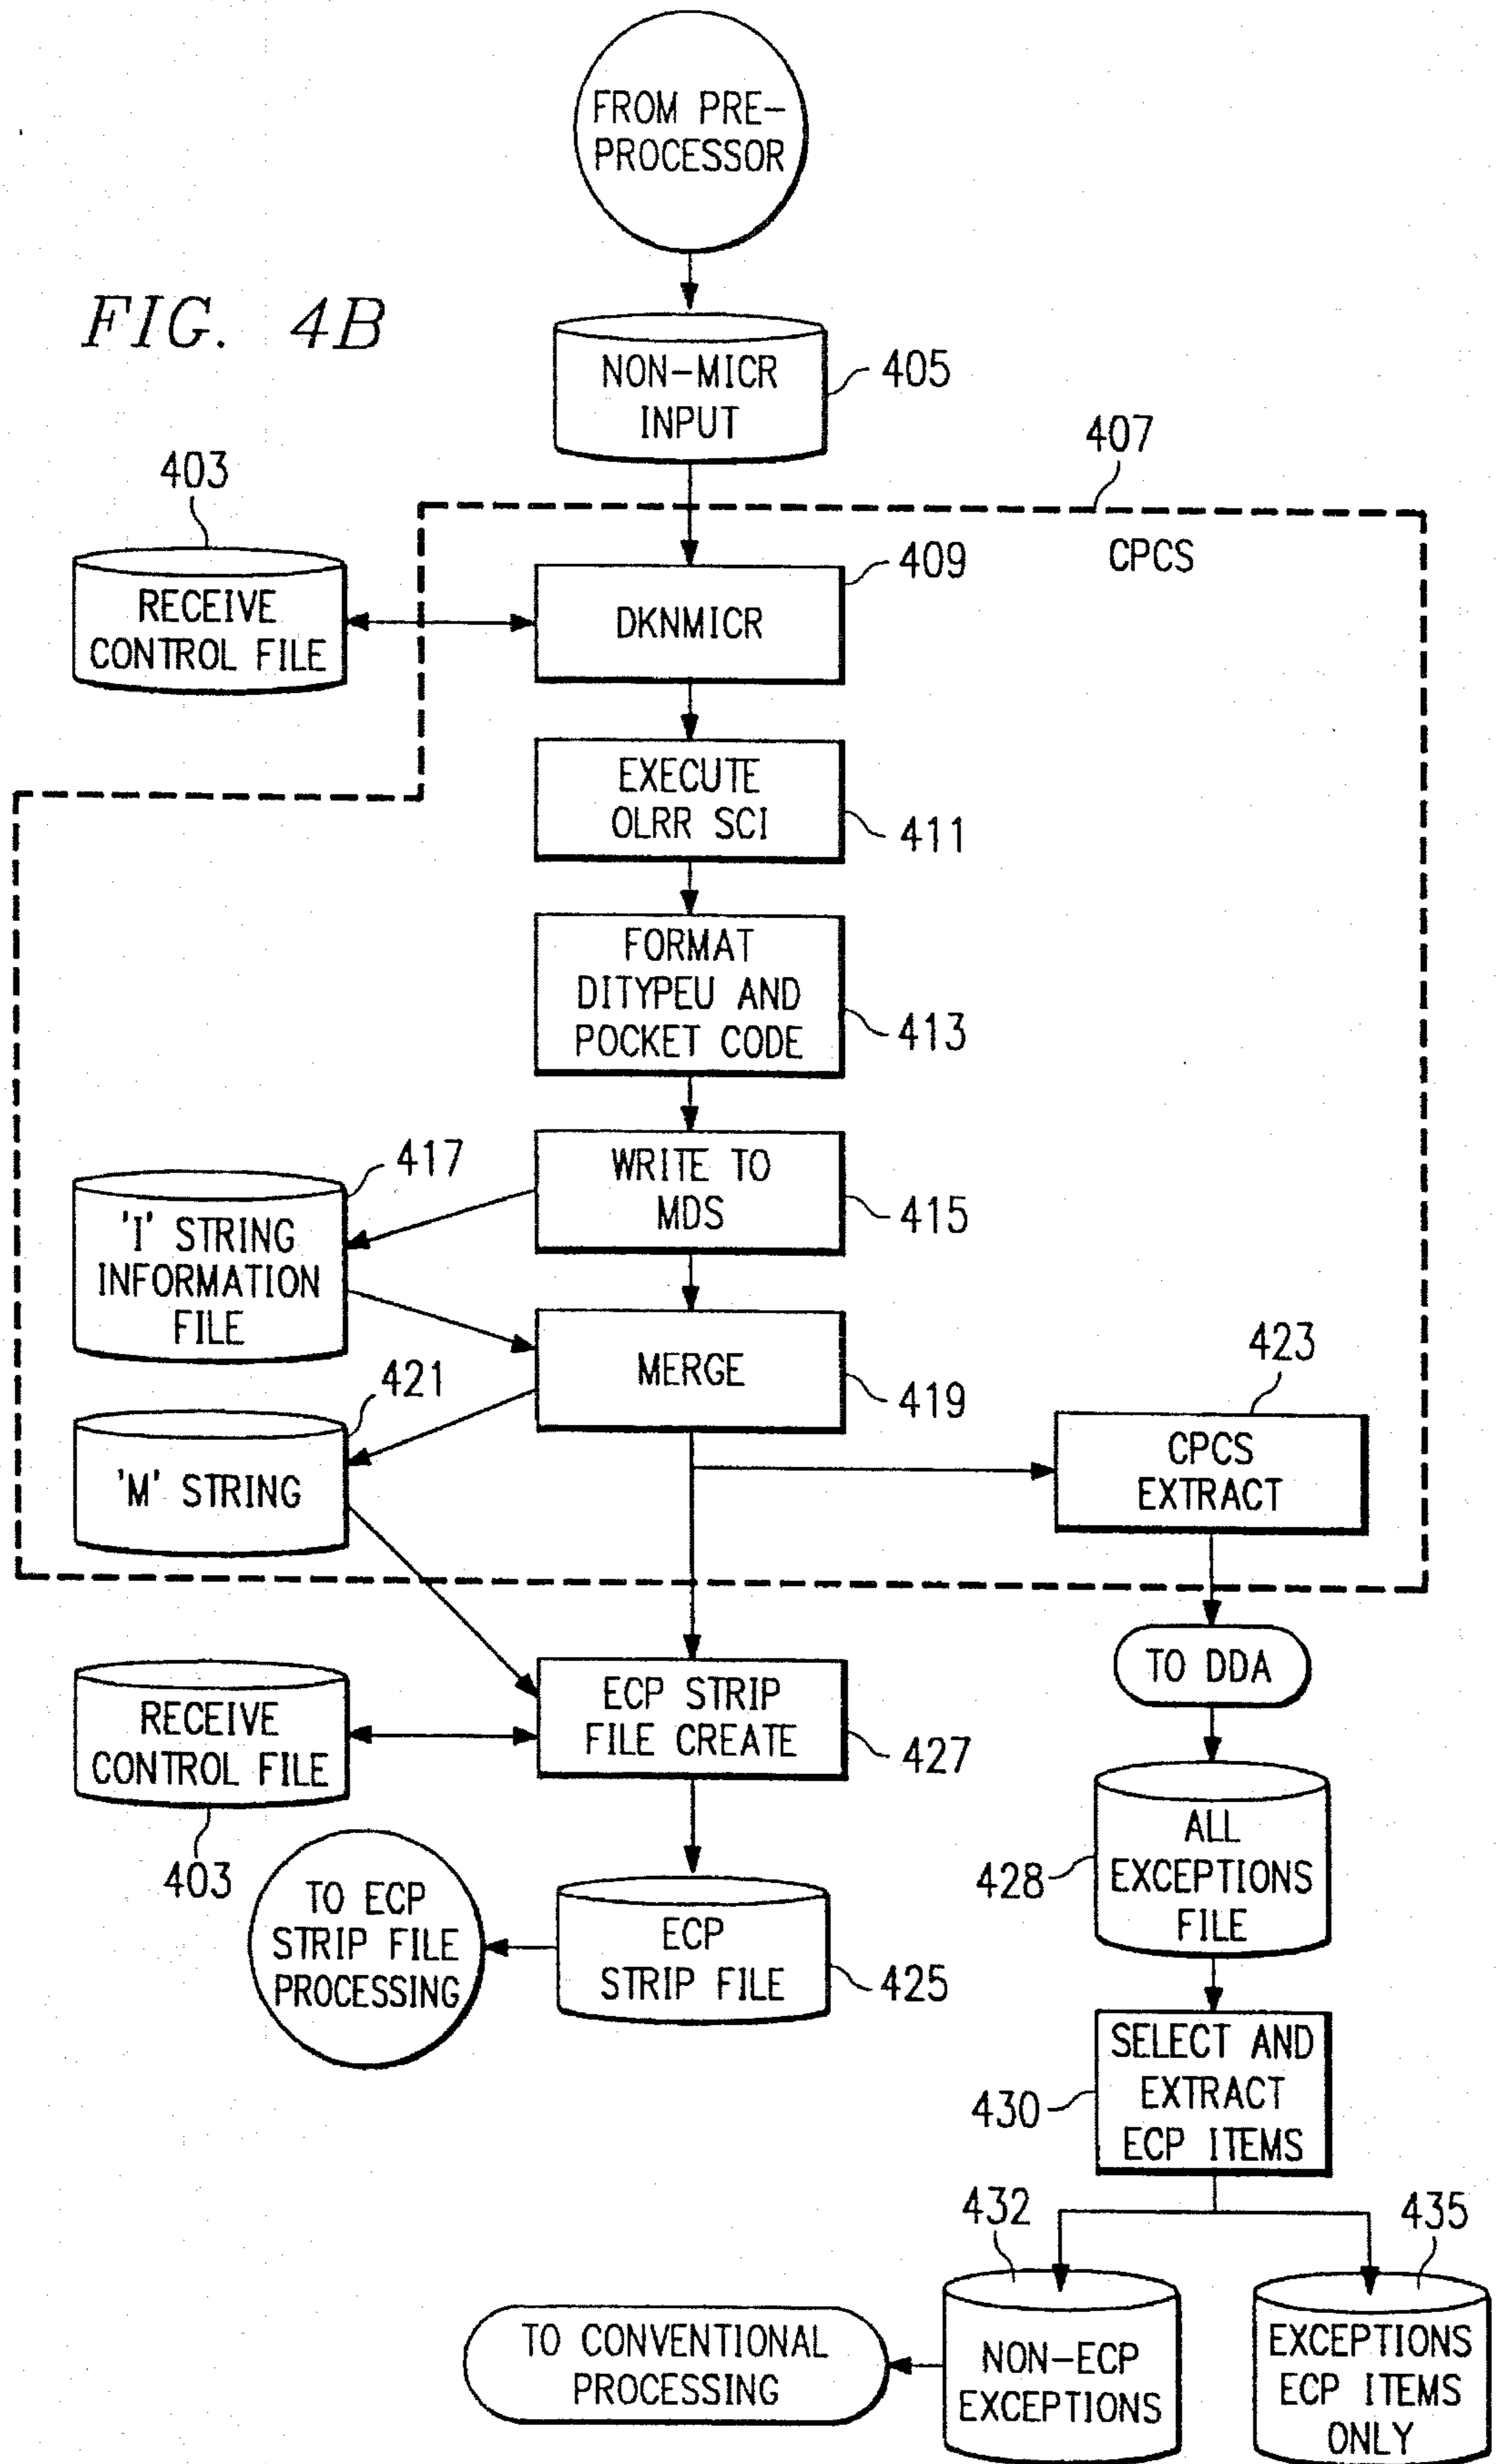 FROM PRE-
PROCESSOR
FIG. 4B
NON-MICR
INPUT
405
407
403
CPCS
RECEIVE
CONTROL FILE
DKNMICR
409
EXECUTE
OLRR SCI
411
FORMAT
DITYPEU AND
POCKET CODE
413
417
WRITE TO
MDS
415
'I' STRING
INFORMATION
FILE
MERGE
419
423
421
'M' STRING
CPCS
EXTRACT
TO DDA
RECEIVE
CONTROL FILE
403
ECP STRIP
FILE CREATE
427
ALL
EXCEPTIONS
FILE
428
TO ECP
STRIP FILE
PROCESSING
ECP
STRIP FILE
425
SELECT AND
EXTRACT
ECP ITEMS
430
432
435
TO CONVENTIONAL
PROCESSING
NON-ECP
EXCEPTIONS
EXCEPTIONS
ECP ITEMS
ONLY